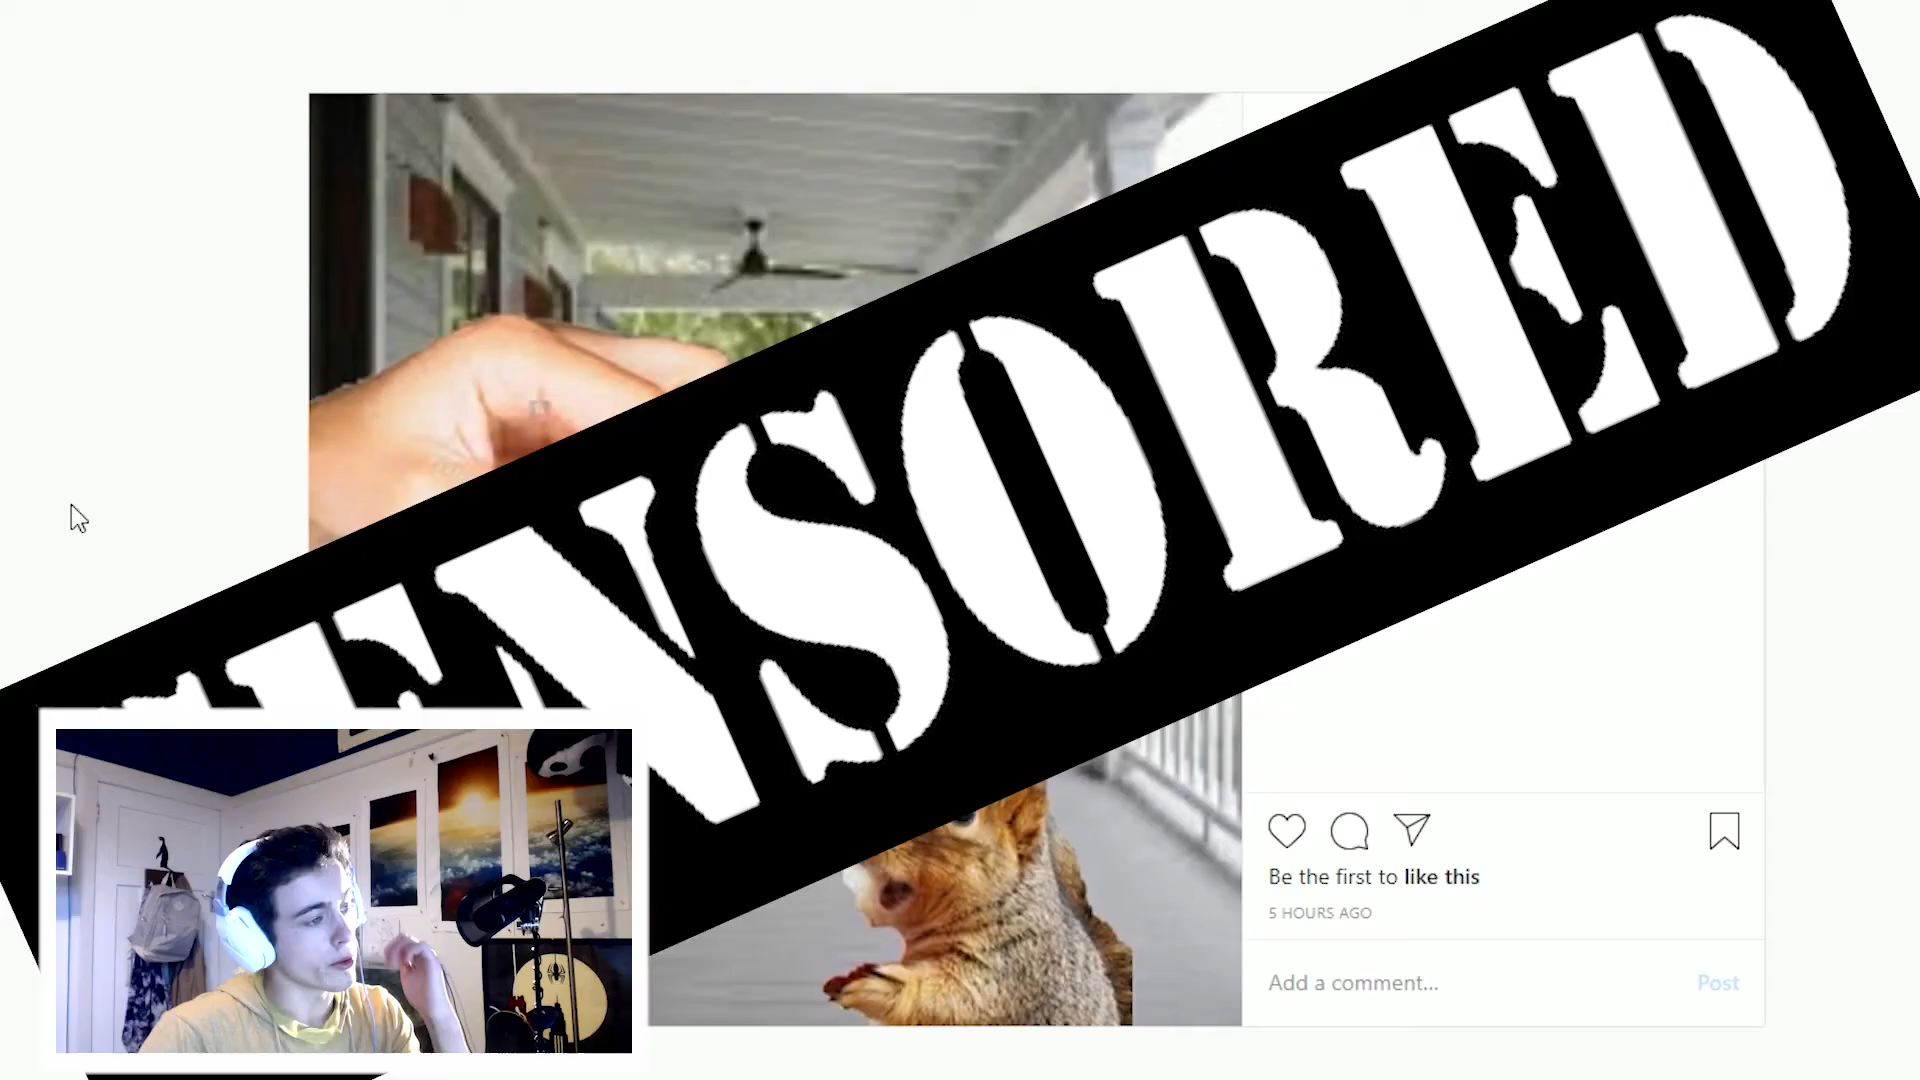 CENSORED
Be the first to like this
5 HOURS AGO
Add a comment... Post